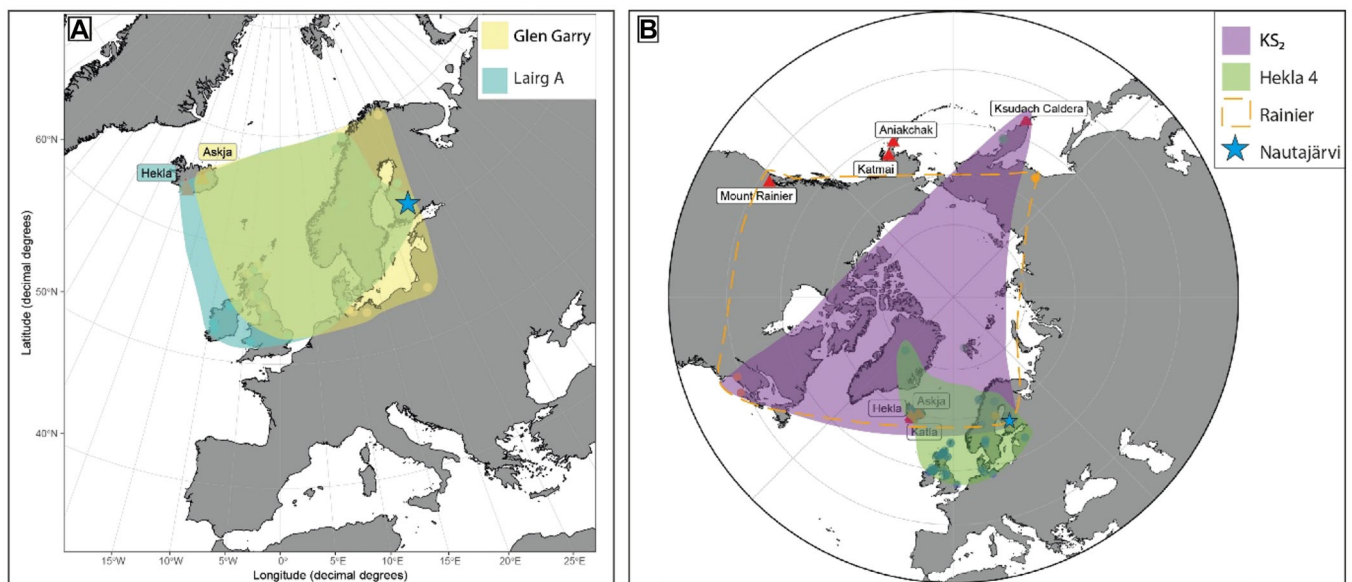 A
Glen Garry
Lairg A
60°N
Askja
Hekla
50°N
40°N
Latitude (decimal degrees)
15°W
10°W
5°W
0°
5°E
10°E
15°E
20°E
25°E
Longitude (decimal degrees)
B
KS₂
Hekla 4
Rainier
Nautajärvi
Ksudach Caldera
Aniakchak
Katmai
Mount Rainier
Hekla
Askja
Katla